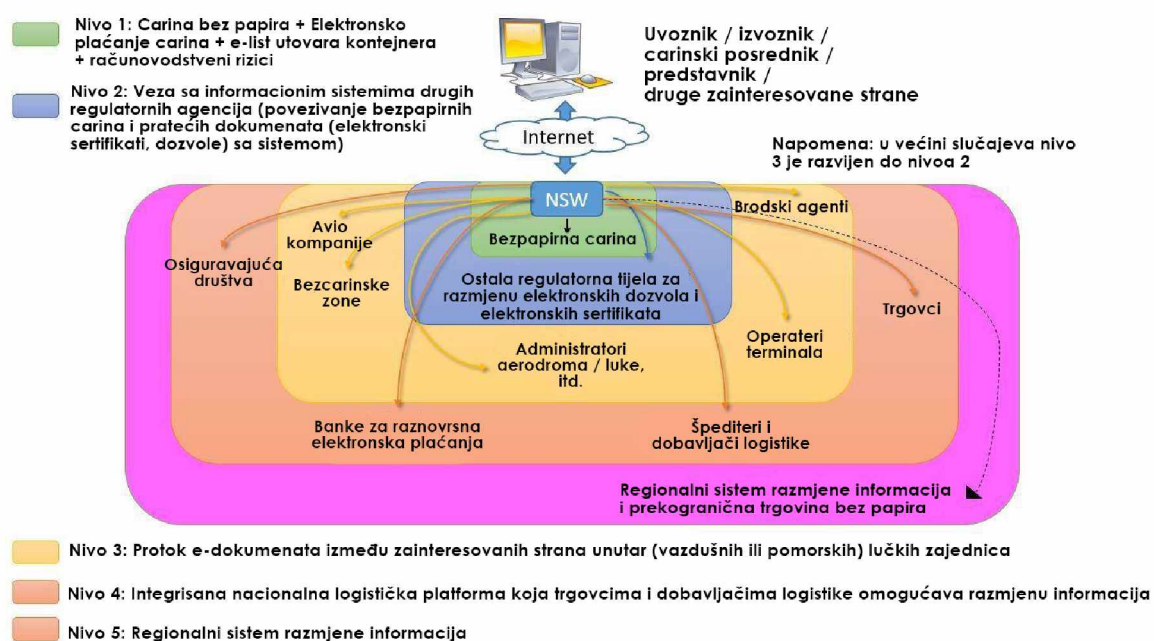 Nivo 1: Carina bez papira + Elektronsko
plaćanje carina + e-list utovara kontejnera
+ računovodstveni rizici
Nivo 2: Veza sa informacionim sistemima drugih
regulatornih agencija (povezivanje bezpapirnih
carina i pratećih dokumenata (elektronski
sertifikati, dozvole) sa sistemom)
Uvoznik / izvoznik /
carinski posrednik /
predstavnik /
druge zainteresovane strane
Internet
Napomena: u većini slučajeva nivo
3 je razvijen do nivoa 2
NSW
Brodski agenti
Avio
kompanije
Bezpapirna carina
Osiguravajuća
društva
Bezcarinske
zone
Ostala regulatorna tijela za
razmjenu elektronskih dozvola i
elektronskih sertifikata
Trgovci
Operateri
terminala
Administratori
aerodroma / luke,
itd.
Banke za raznovrsna
elektronska plaćanja
Špediteri i
dobavljači logistike
Regionalni sistem razmjene informacija
i prekogranična trgovina bez papira
Nivo 3: Protok e-dokumenata između zainteresovanih strana unutar (vazdušnih ili pomorskih) lučkih zajednica
Nivo 4: Integrisana nacionalna logistička platforma koja trgovcima i dobavljačima logistike omogućava razmjenu informacija
Nivo 5: Regionalni sistem razmjene informacija